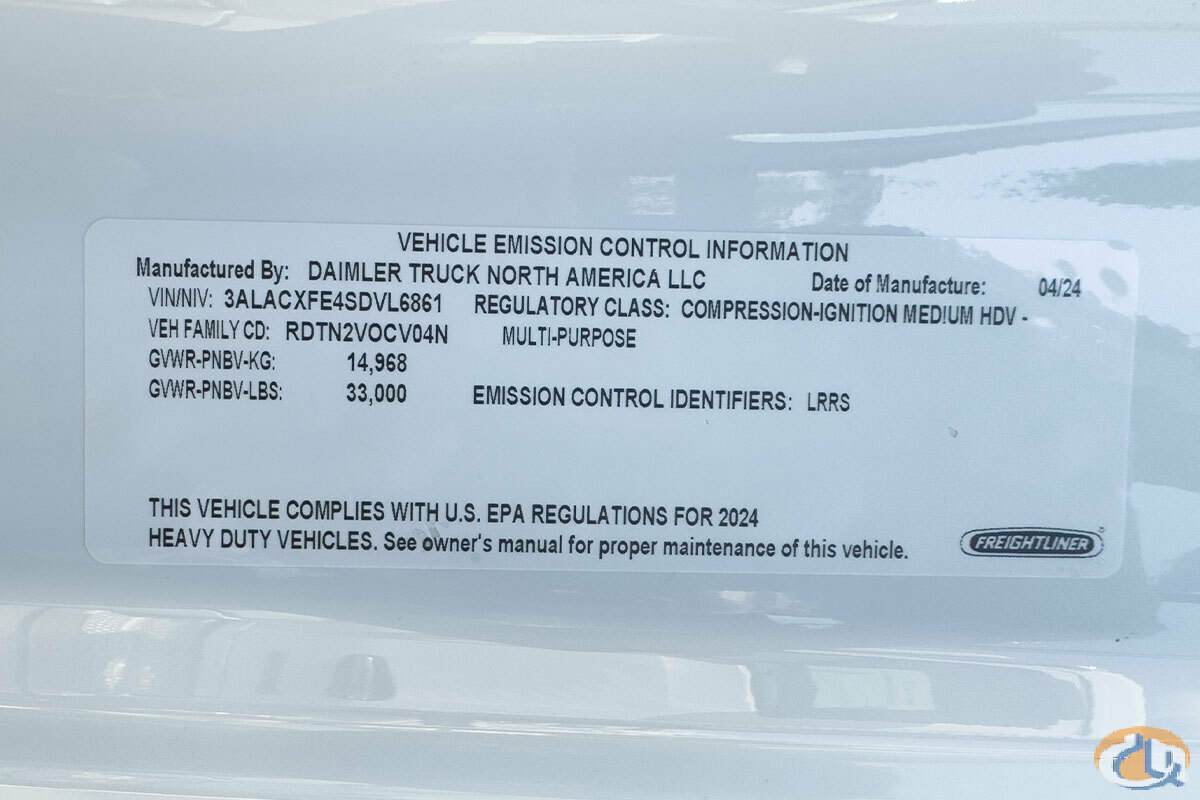 VEHICLE EMISSION CONTROL INFORMATION
Manufactured By: DAIMLER TRUCK NORTH AMERICA LLC Date of Manufacture: 04/24
VIN/NIV: 3ALACXFE4SDVL6861 REGULATORY CLASS: COMPRESSION-IGNITION MEDIUM HDV -
VEH FAMILY CD: RDTN2VOCV04N MULTI-PURPOSE
GVWR-PNBV-KG: 14,968
GVWR-PNBV-LBS: 33,000 EMISSION CONTROL IDENTIFIERS: LRRS
THIS VEHICLE COMPLIES WITH U.S. EPA REGULATIONS FOR 2024
HEAVY DUTY VEHICLES. See owner's manual for proper maintenance of this vehicle.
FREIGHTLINER